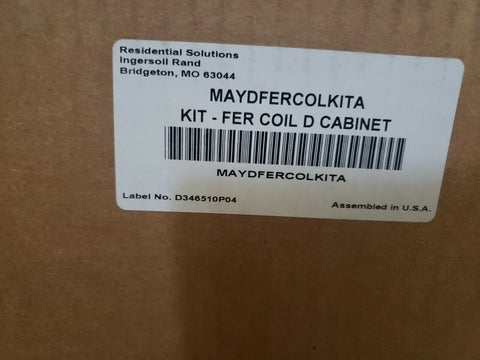 Residential Solutions
Ingersoll Rand
Bridgeton, MO 63044
MAYDFERCOLKITA
KIT - FER COIL D CABINET
MAYDFERCOLKITA
Label No. D346510P04
Assembled in U.S.A.